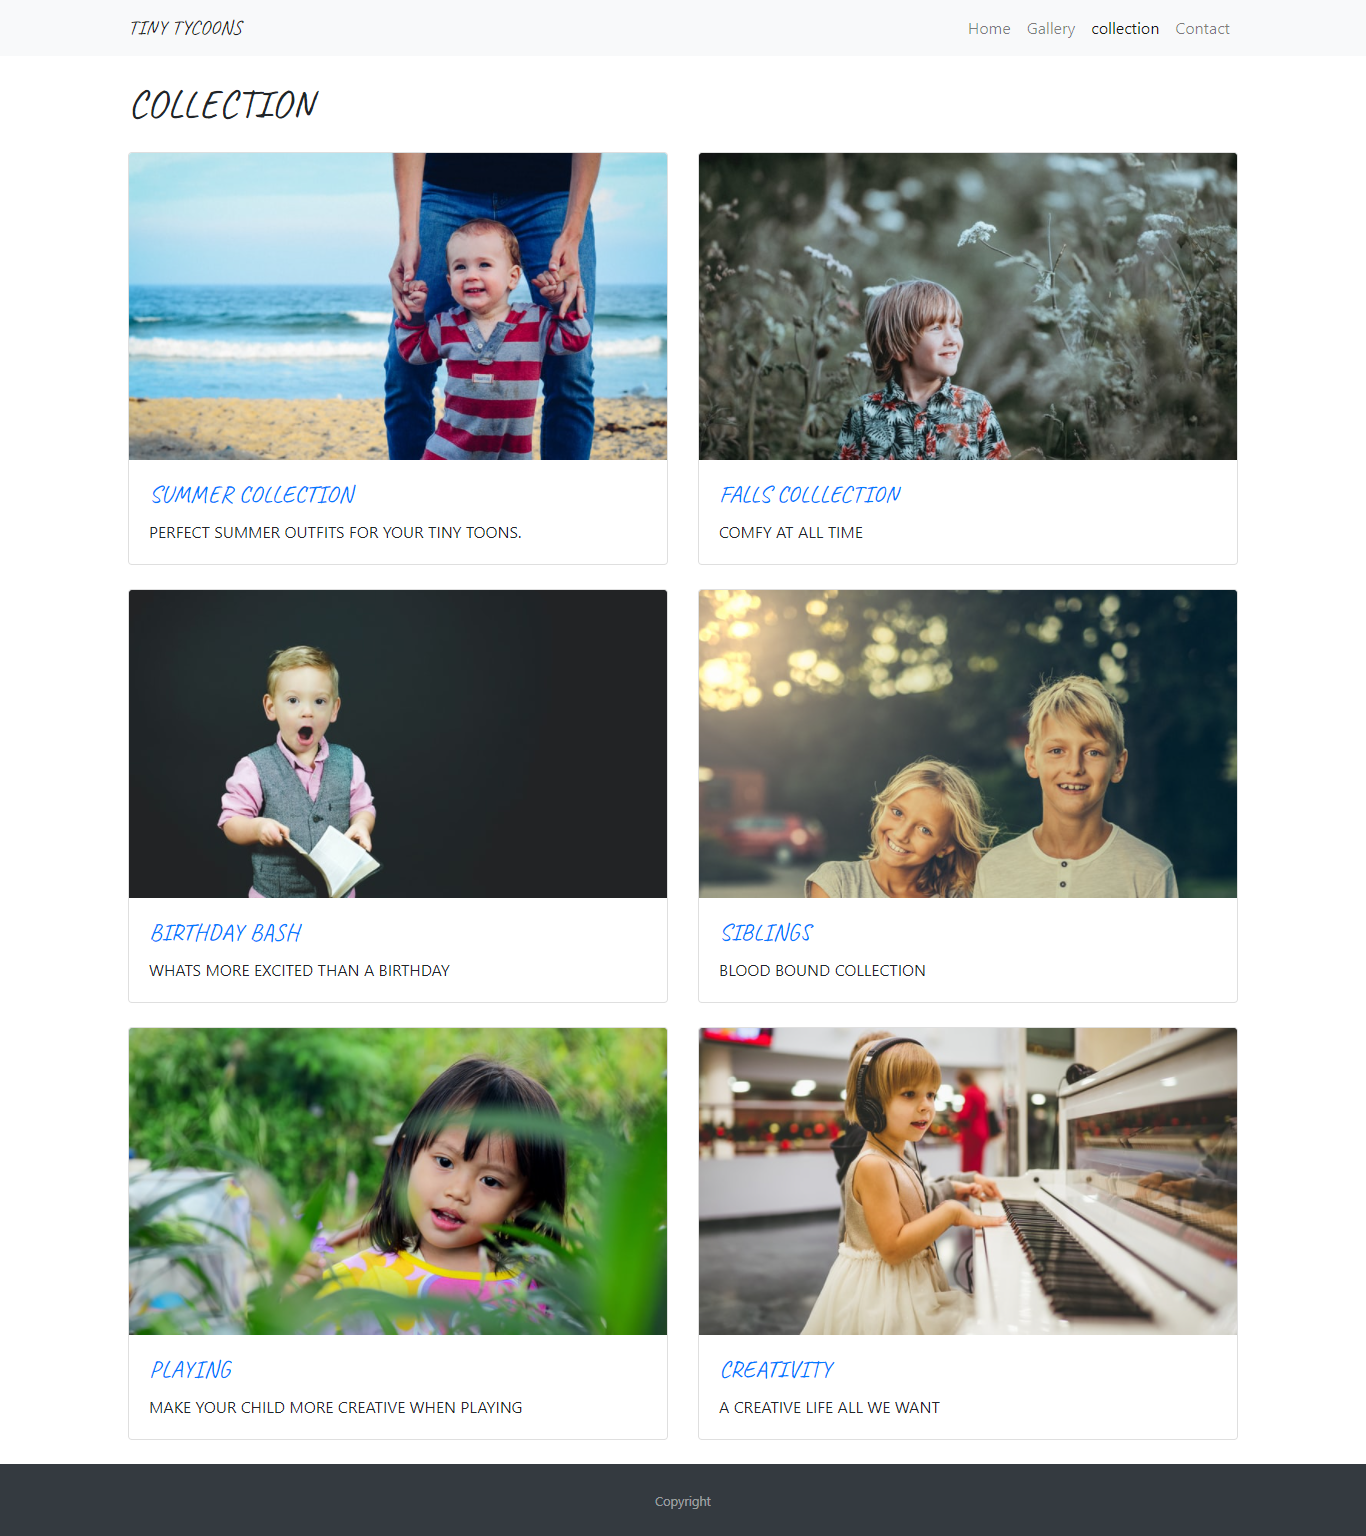 TINY TYCOONS
Home Gallery collection Contact
COLLECTION
SUMMER COLLECTION
PERFECT SUMMER OUTFITS FOR YOUR TINY TOONS.
FALLS COLLLECTION
COMFY AT ALL TIME
BIRTHDAY BASH
WHATS MORE EXCITED THAN A BIRTHDAY
SIBLINGS
BLOOD BOUND COLLECTION
PLAYING
MAKE YOUR CHILD MORE CREATIVE WHEN PLAYING
CREATIVITY
A CREATIVE LIFE ALL WE WANT
Copyright